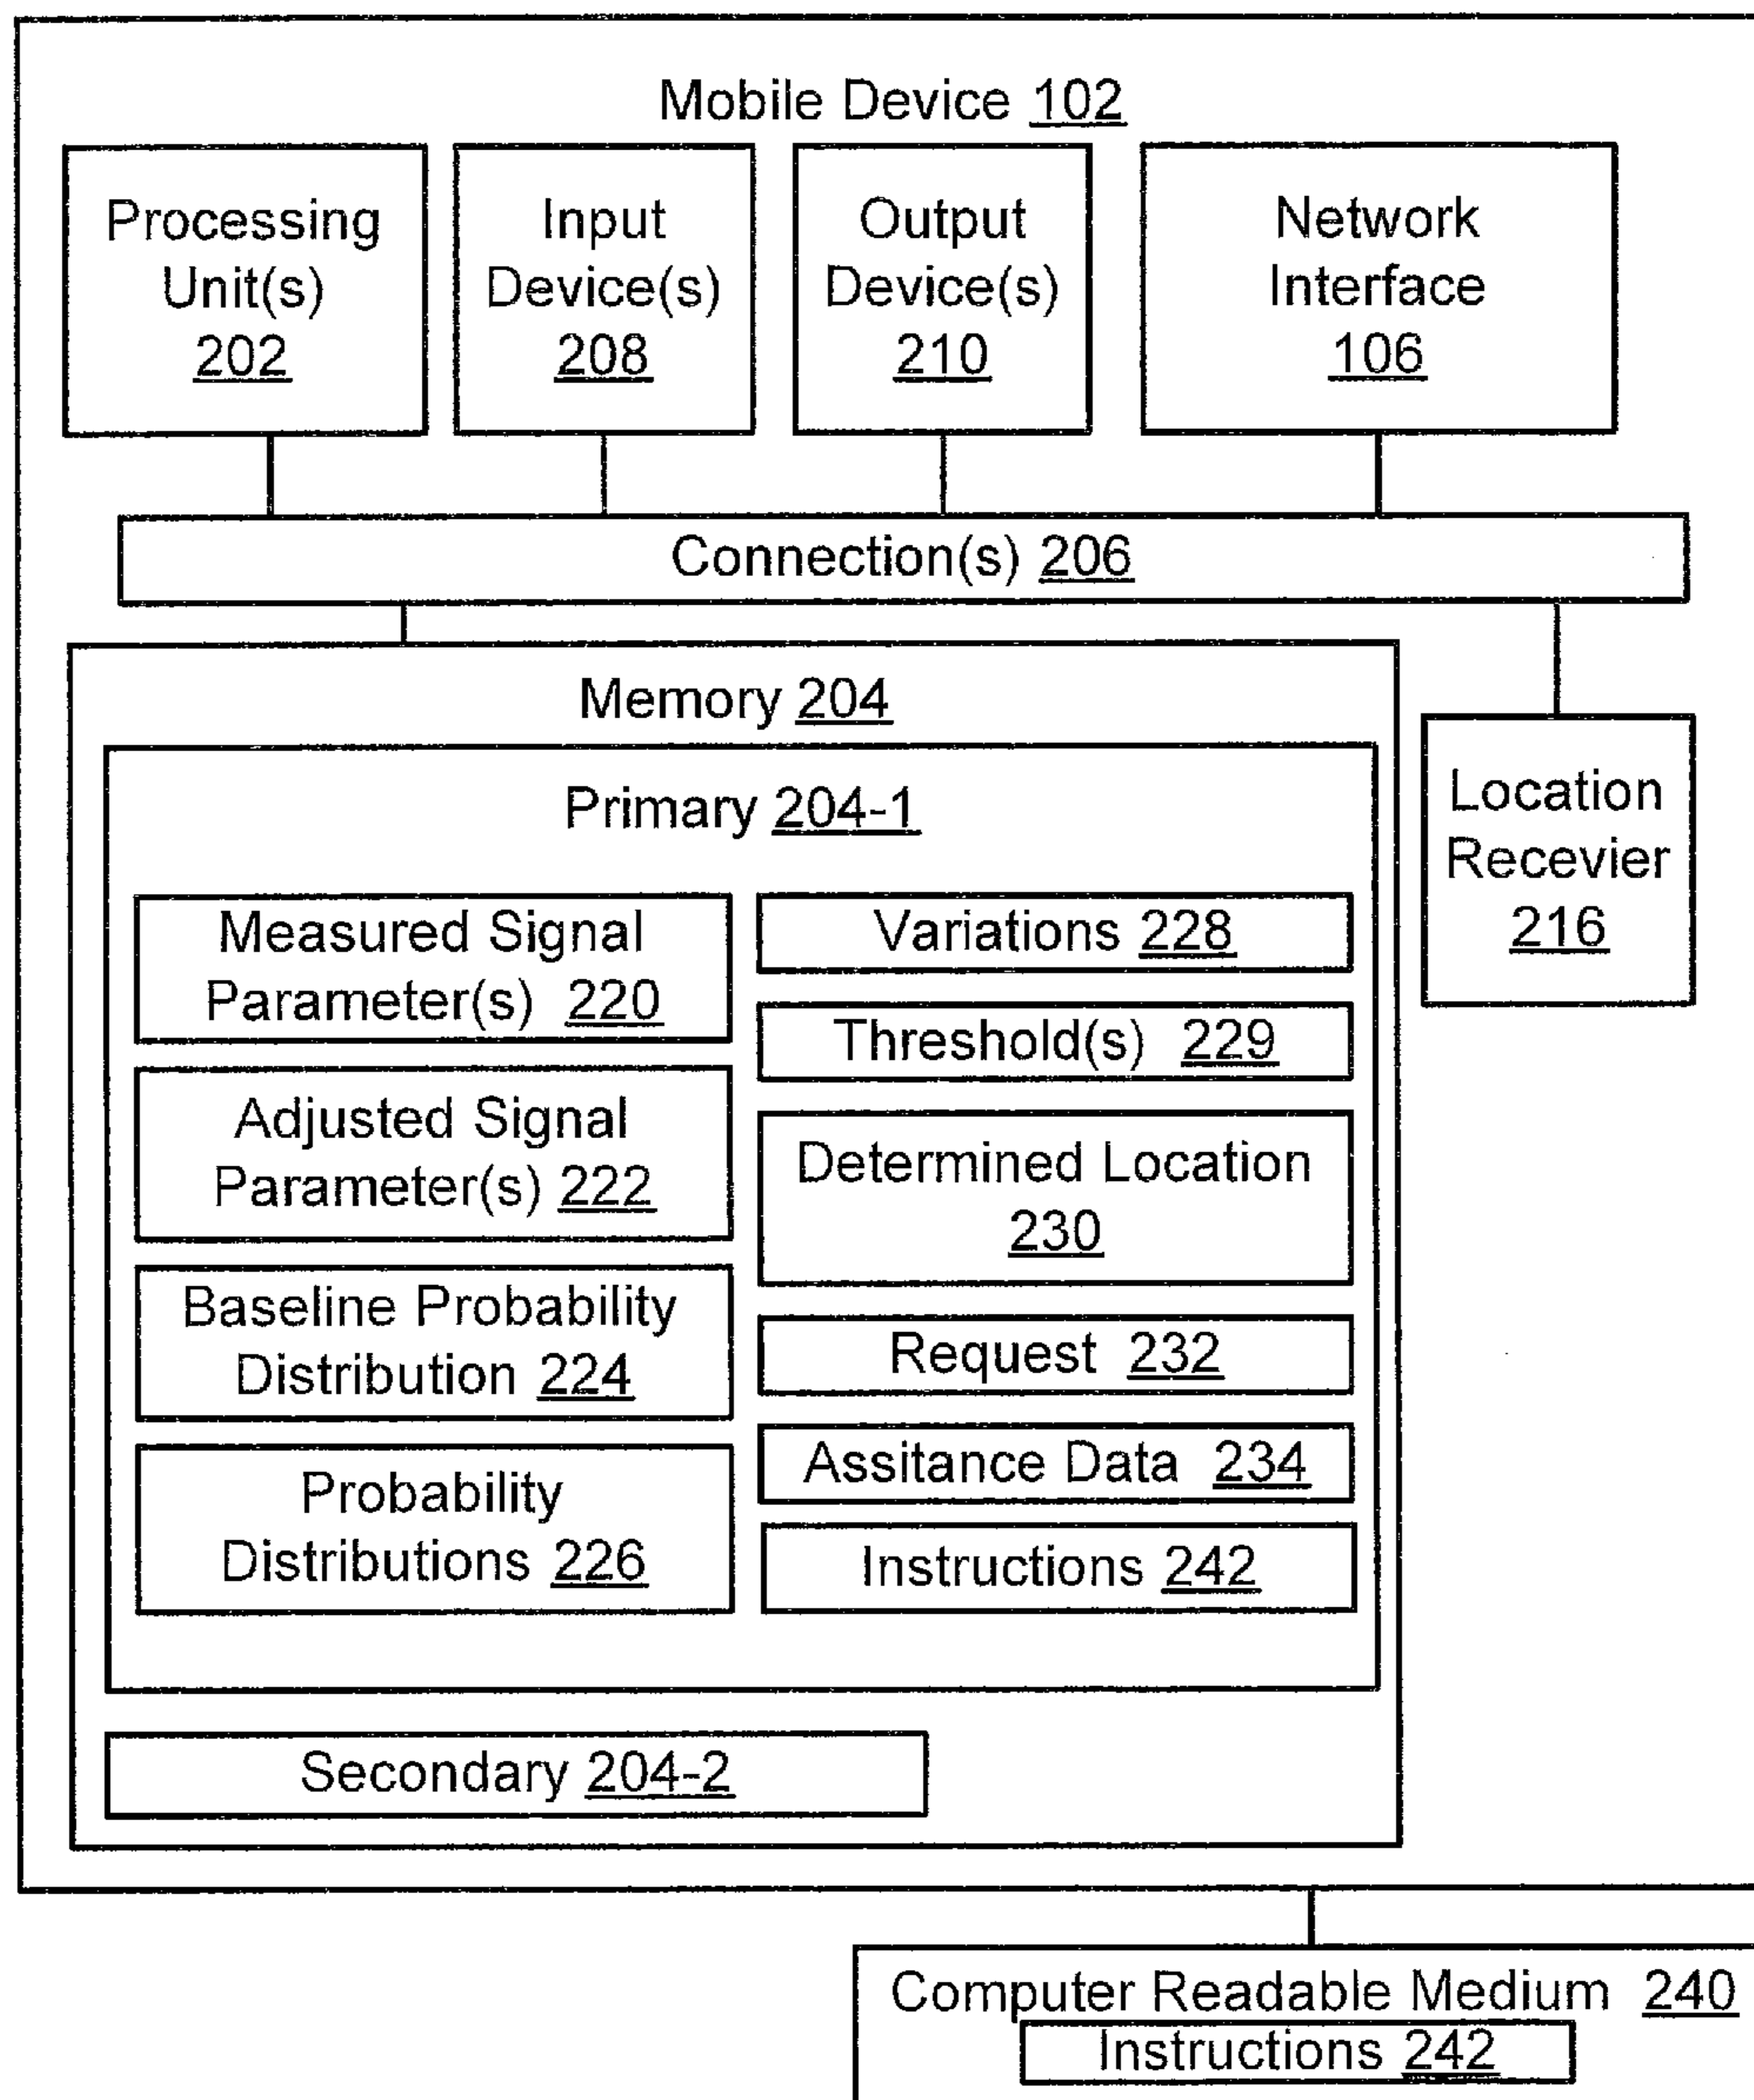 Mobile Device 102
Processing
Unit(s)
202
Input
Device(s)
208
Output
Device(s)
210
Network
Interface
106
Connection(s) 206
Memory 204
Primary 204-1
Measured Signal
Parameter(s) 220
Adjusted Signal
Parameter(s) 222
Baseline Probability
Distribution 224
Probability
Distributions 226
Variations 228
Threshold(s) 229
Determined Location
230
Request 232
Assitance Data 234
Instructions 242
Secondary 204-2
Location
Recevier
216
Computer Readable Medium 240
Instructions 242